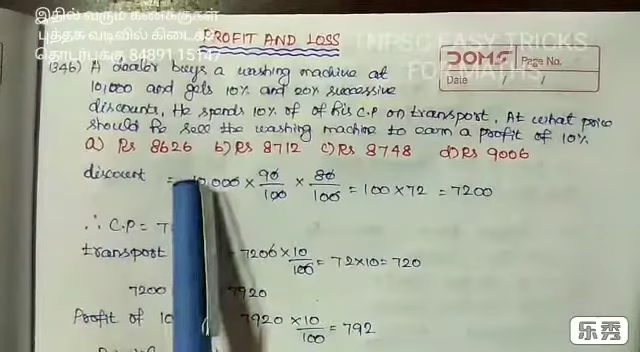 இதில் வரும் கணக்குகள்
புத்தக வடிவில் கிடைக்கும்
தொடர்புக்கு 8489115147
PROFIT AND LOSS
TNPSC EASY TRICKS
FOR MATHS
DOMS Page No.
Date / /
346) A dealer buys a washing machine at
10,000 and gets 10% and 20% successive
discounts. He spends 10% of of his C.P on transport. At what price
should he sell the washing machine to earn a profit of 10%
a) Rs 8626 b) Rs 8712 c) Rs 8748 d) Rs 9006
discount = 10,000 × 90/100 × 80/100 = 100 × 72 = 7200
∴ C.P = 7
transport 7200 × 10/100 = 72×10 = 720
7200 7920
Profit of 10 7920 × 10/100 = 792
乐秀